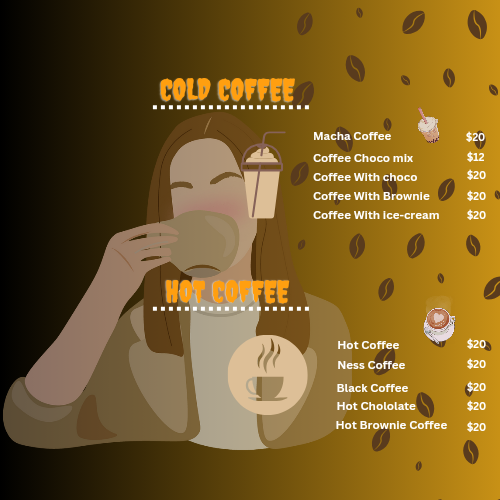 COLD COFFEE
Macha Coffee $20
Coffee Choco mix $12
Coffee With choco $20
Coffee With Brownie $20
Coffee With ice-cream $20
HOT COFFEE
Hot Coffee $20
Ness Coffee $20
Black Coffee $20
Hot Chololate $20
Hot Brownie Coffee $20